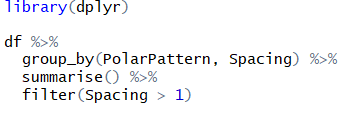 library(dplyr)
df %>%
  group_by(PolarPattern, Spacing) %>%
  summarise() %>%
  filter(Spacing > 1)